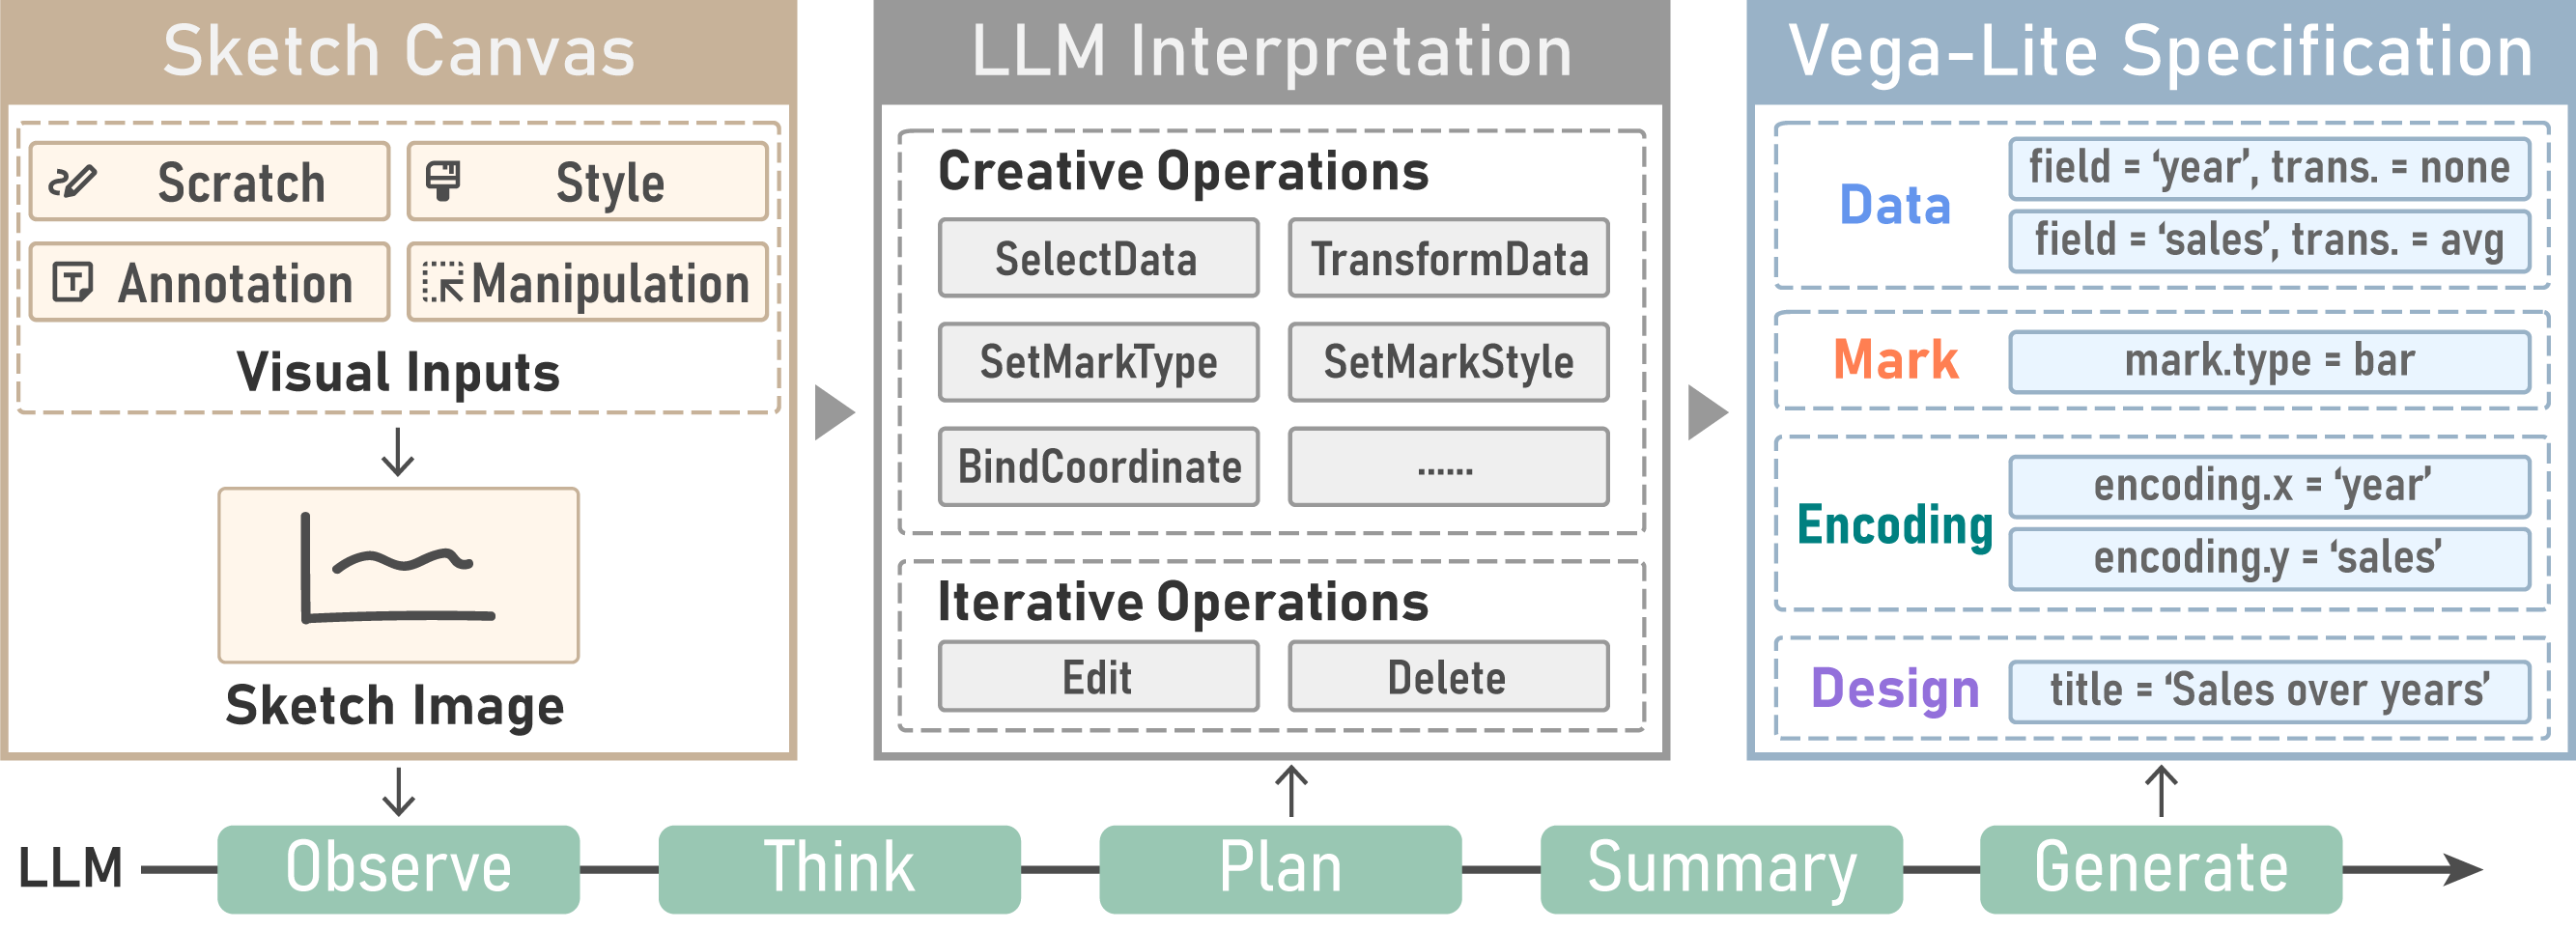 Sketch Canvas
Scratch
Style
Annotation
Manipulation
Visual Inputs
Sketch Image
LLM Interpretation
Creative Operations
SelectData
TransformData
SetMarkType
SetMarkStyle
BindCoordinate
......
Iterative Operations
Edit
Delete
Vega-Lite Specification
Data
field = ‘year’, trans. = none
field = ‘sales’, trans. = avg
Mark
mark.type = bar
Encoding
encoding.x = ‘year’
encoding.y = ‘sales’
Design
title = ‘Sales over years’
LLM
Observe
Think
Plan
Summary
Generate